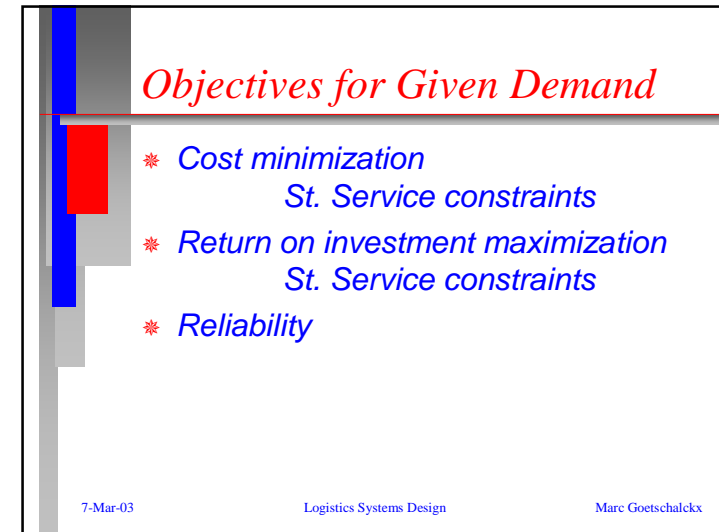 Objectives for Given Demand
✵ Cost minimization
St. Service constraints
✵ Return on investment maximization
St. Service constraints
✵ Reliability
7-Mar-03 Logistics Systems Design Marc Goetschalckx